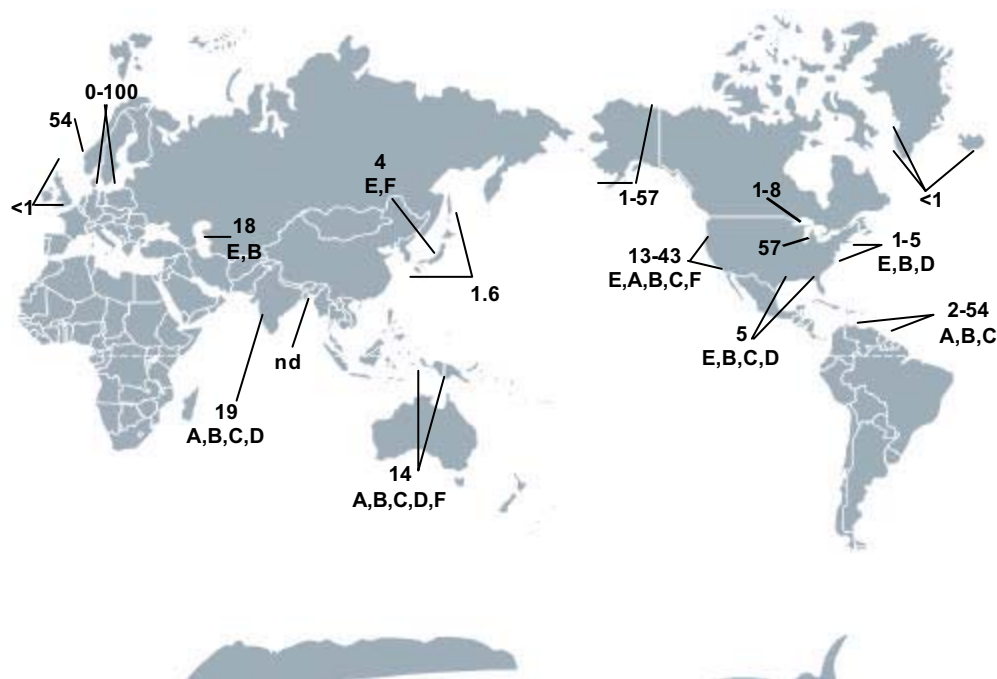 0-100
54
<1
4
E,F
18
E,B
1.6
nd
19
A,B,C,D
14
A,B,C,D,F
1-57
1-8
<1
57
1-5
E,B,D
13-43
E,A,B,C,F
2-54
A,B,C
5
E,B,C,D